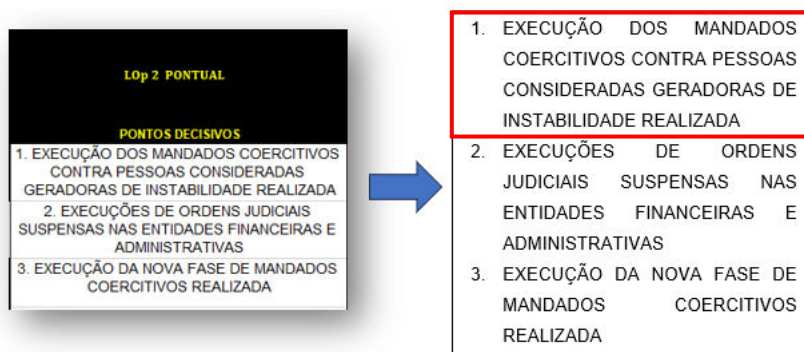 LOp 2 PONTUAL
PONTOS DECISIVOS
1. EXECUÇÃO DOS MANDADOS COERCITIVOS
CONTRA PESSOAS CONSIDERADAS
GERADORAS DE INSTABILIDADE REALIZADA
2. EXECUÇÕES DE ORDENS JUDICIAIS
SUSPENSAS NAS ENTIDADES FINANCEIRAS E
ADMINISTRATIVAS
3. EXECUÇÃO DA NOVA FASE DE MANDADOS
COERCITIVOS REALIZADA
1. EXECUÇÃO DOS MANDADOS
COERCITIVOS CONTRA PESSOAS
CONSIDERADAS GERADORAS DE
INSTABILIDADE REALIZADA
2. EXECUÇÕES DE ORDENS
JUDICIAIS SUSPENSAS NAS
ENTIDADES FINANCEIRAS E
ADMINISTRATIVAS
3. EXECUÇÃO DA NOVA FASE DE
MANDADOS COERCITIVOS
REALIZADA